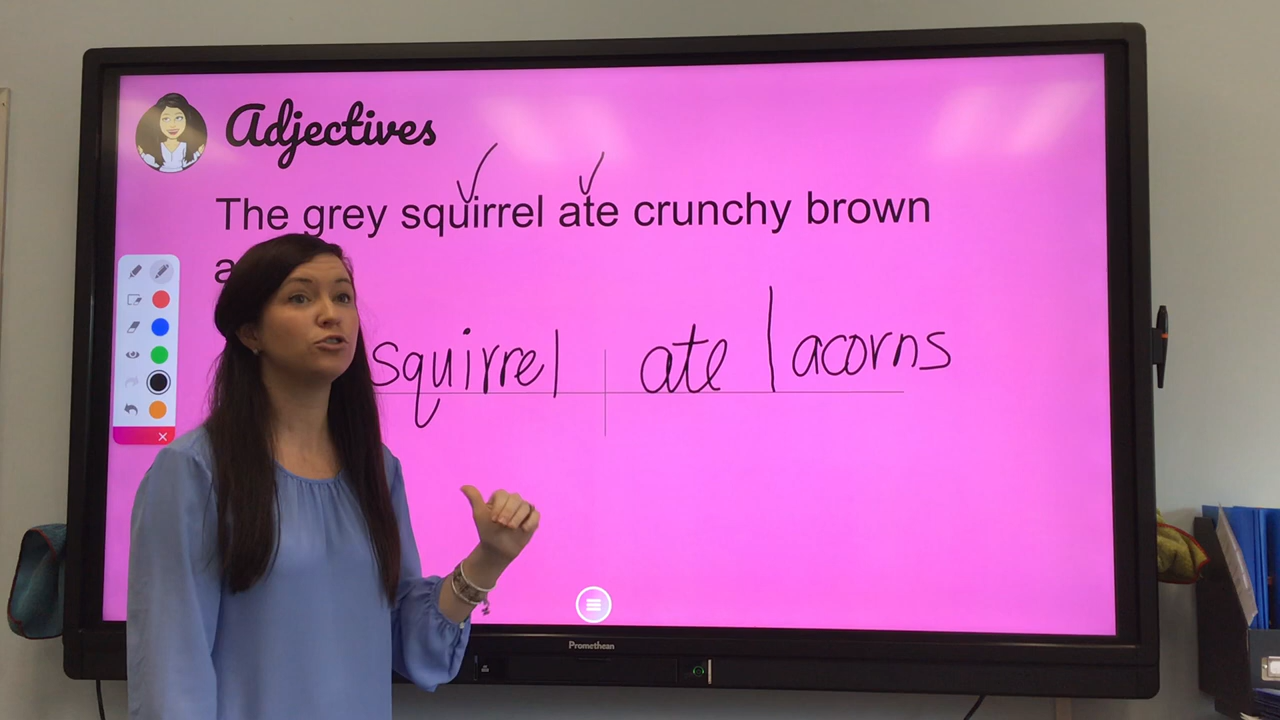 Adjectives
The grey squirrel ate crunchy brown
squirrel | ate | acorns
Promethean